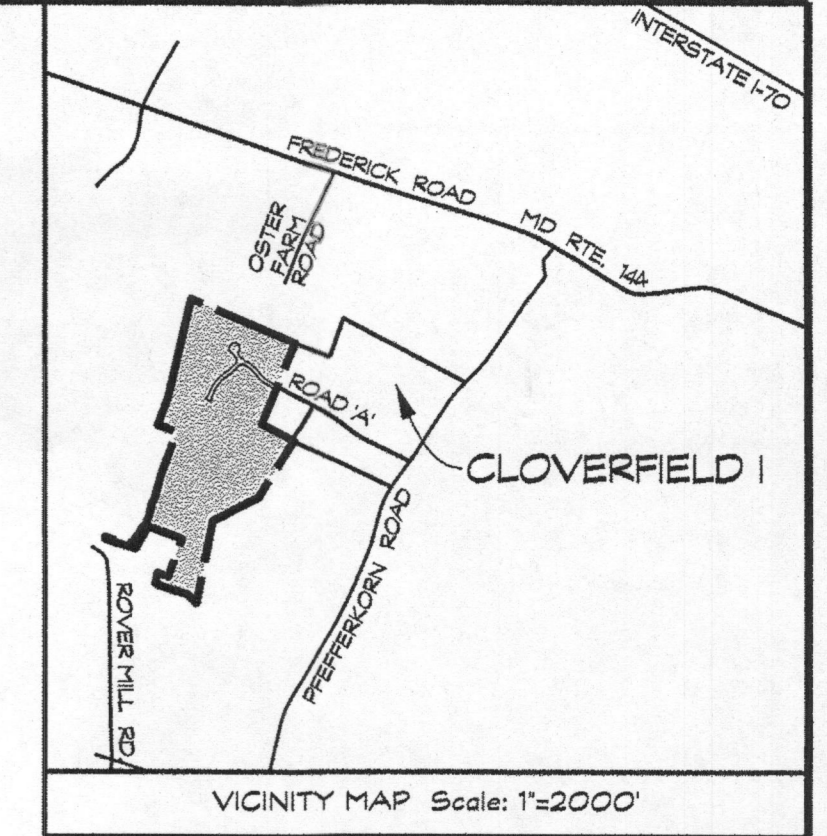 INTERSTATE I-70
FREDERICK ROAD
MD RTE. 144
OSTER
FARM
ROAD
ROAD 'A'
CLOVERFIELD I
PFEFFERKORN ROAD
ROVER MILL RD.
VICINITY MAP Scale: 1"=2000'